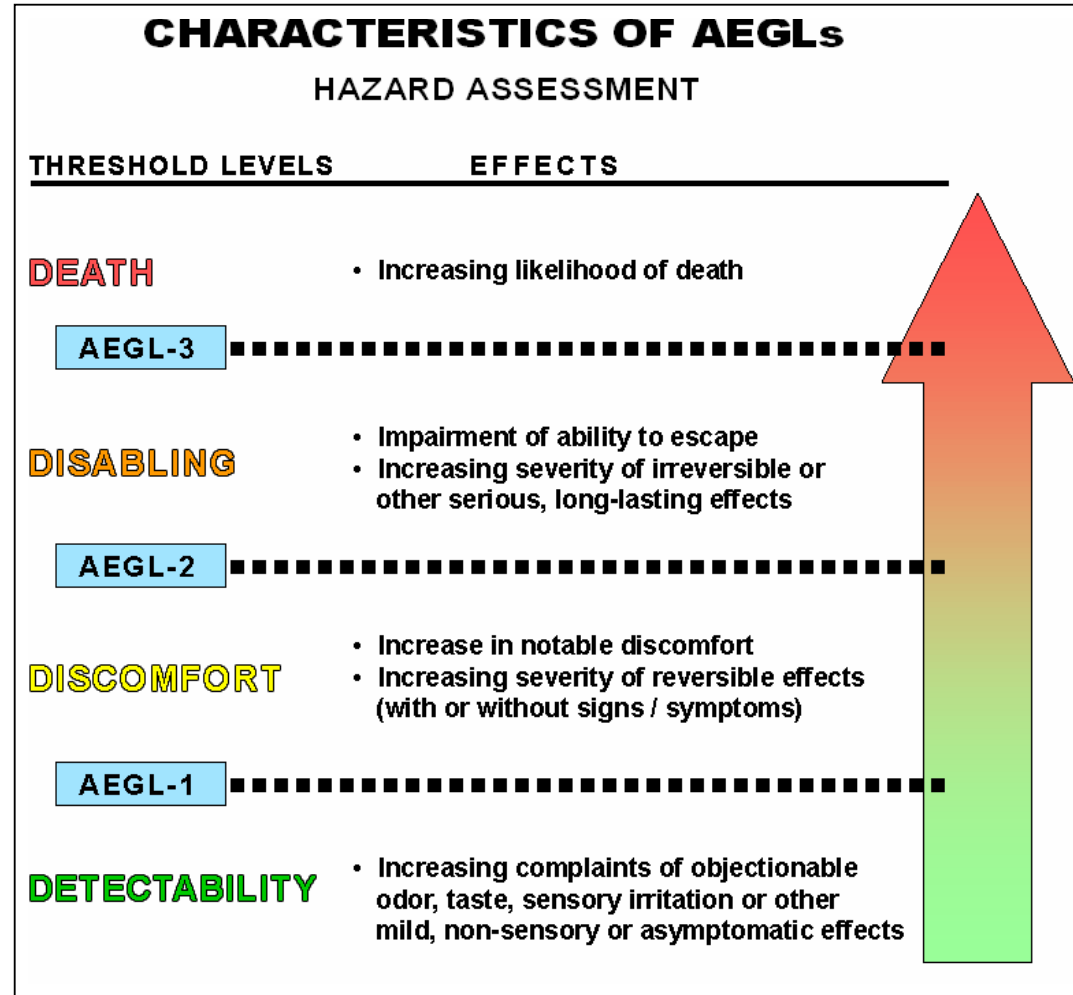 CHARACTERISTICS OF AEGLs
HAZARD ASSESSMENT
THRESHOLD LEVELS EFFECTS
DEATH • Increasing likelihood of death
AEGL-3
DISABLING • Impairment of ability to escape
• Increasing severity of irreversible or
other serious, long-lasting effects
AEGL-2
DISCOMFORT • Increase in notable discomfort
• Increasing severity of reversible effects
(with or without signs / symptoms)
AEGL-1
DETECTABILITY • Increasing complaints of objectionable
odor, taste, sensory irritation or other
mild, non-sensory or asymptomatic effects